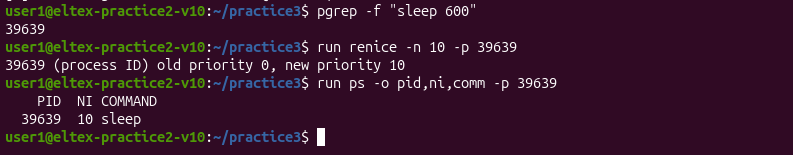 user1@eltex-practice2-v10:~/practice3$ pgrep -f "sleep 600"
39639
user1@eltex-practice2-v10:~/practice3$ run renice -n 10 -p 39639
39639 (process ID) old priority 0, new priority 10
user1@eltex-practice2-v10:~/practice3$ run ps -o pid,ni,comm -p 39639
    PID  NI COMMAND
  39639  10 sleep
user1@eltex-practice2-v10:~/practice3$